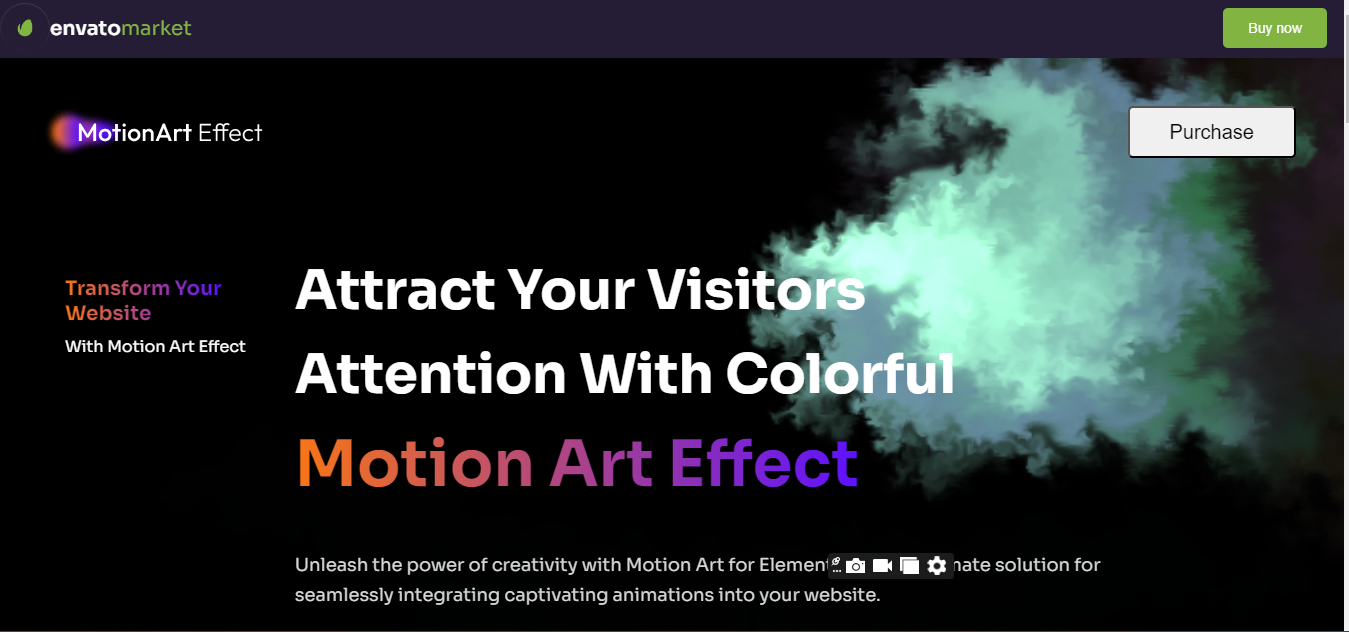 envatomarket
Buy now
MotionArt Effect
Purchase
Transform Your
Website
With Motion Art Effect
Attract Your Visitors
Attention With Colorful
Motion Art Effect
Unleash the power of creativity with Motion Art for solution for
seamlessly integrating captivating animations into your website.